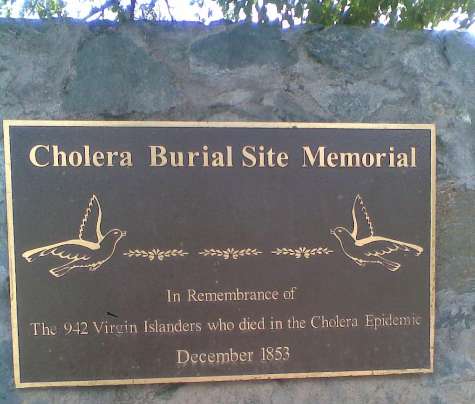 Cholera Burial Site Memorial
In Remembrance of
The 942 Virgin Islanders who died in the Cholera Epidemic
December 1853